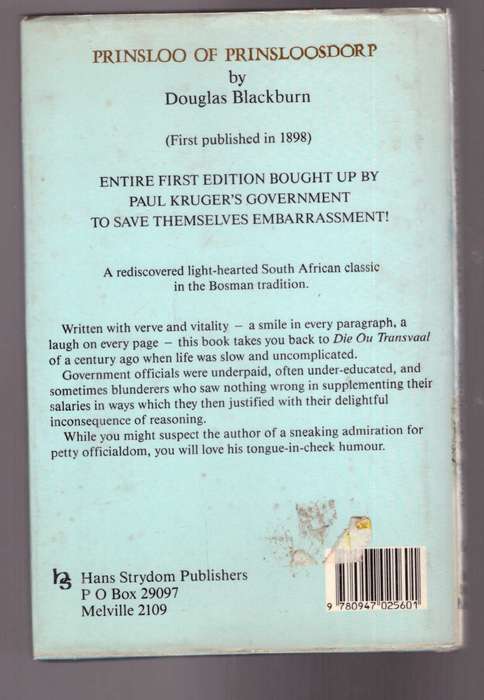 PRINSLOO OF PRINSLOOSDORP
by
Douglas Blackburn
(First published in 1898)
ENTIRE FIRST EDITION BOUGHT UP BY
PAUL KRUGER'S GOVERNMENT
TO SAVE THEMSELVES EMBARRASSMENT!
A rediscovered light-hearted South African classic
in the Bosman tradition.
Written with verve and vitality – a smile in every paragraph, a
laugh on every page – this book takes you back to Die Ou Transvaal
of a century ago when life was slow and uncomplicated.
Government officials were underpaid, often under-educated, and
sometimes blunderers who saw nothing wrong in supplementing their
salaries in ways which they then justified with their delightful
inconsequence of reasoning.
While you might suspect the author of a sneaking admiration for
petty officialdom, you will love his tongue-in-cheek humour.
hs Hans Strydom Publishers
P O Box 29097
Melville 2109
9 780947 025601